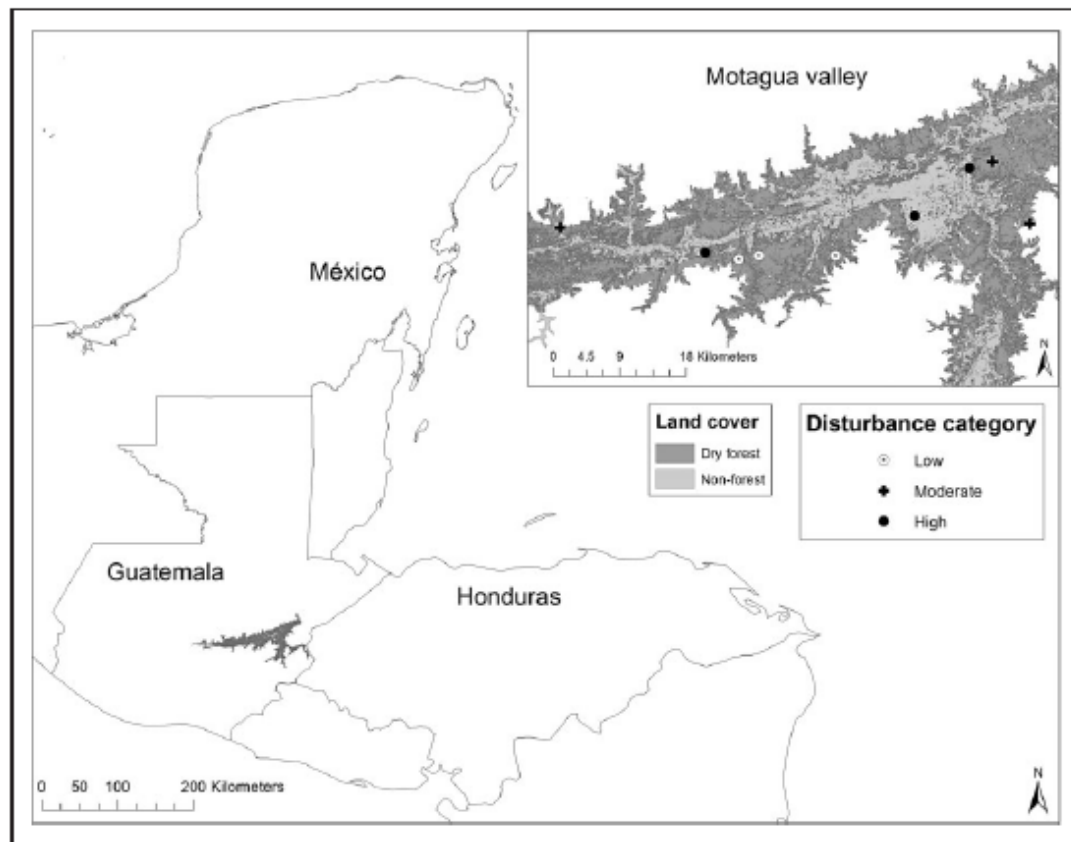 Motagua valley
México
0 4.5 9 18 Kilometers
N
Land cover
Dry forest
Non-forest
Disturbance category
Low
Moderate
High
Guatemala
Honduras
0 50 100 200 Kilometers
N